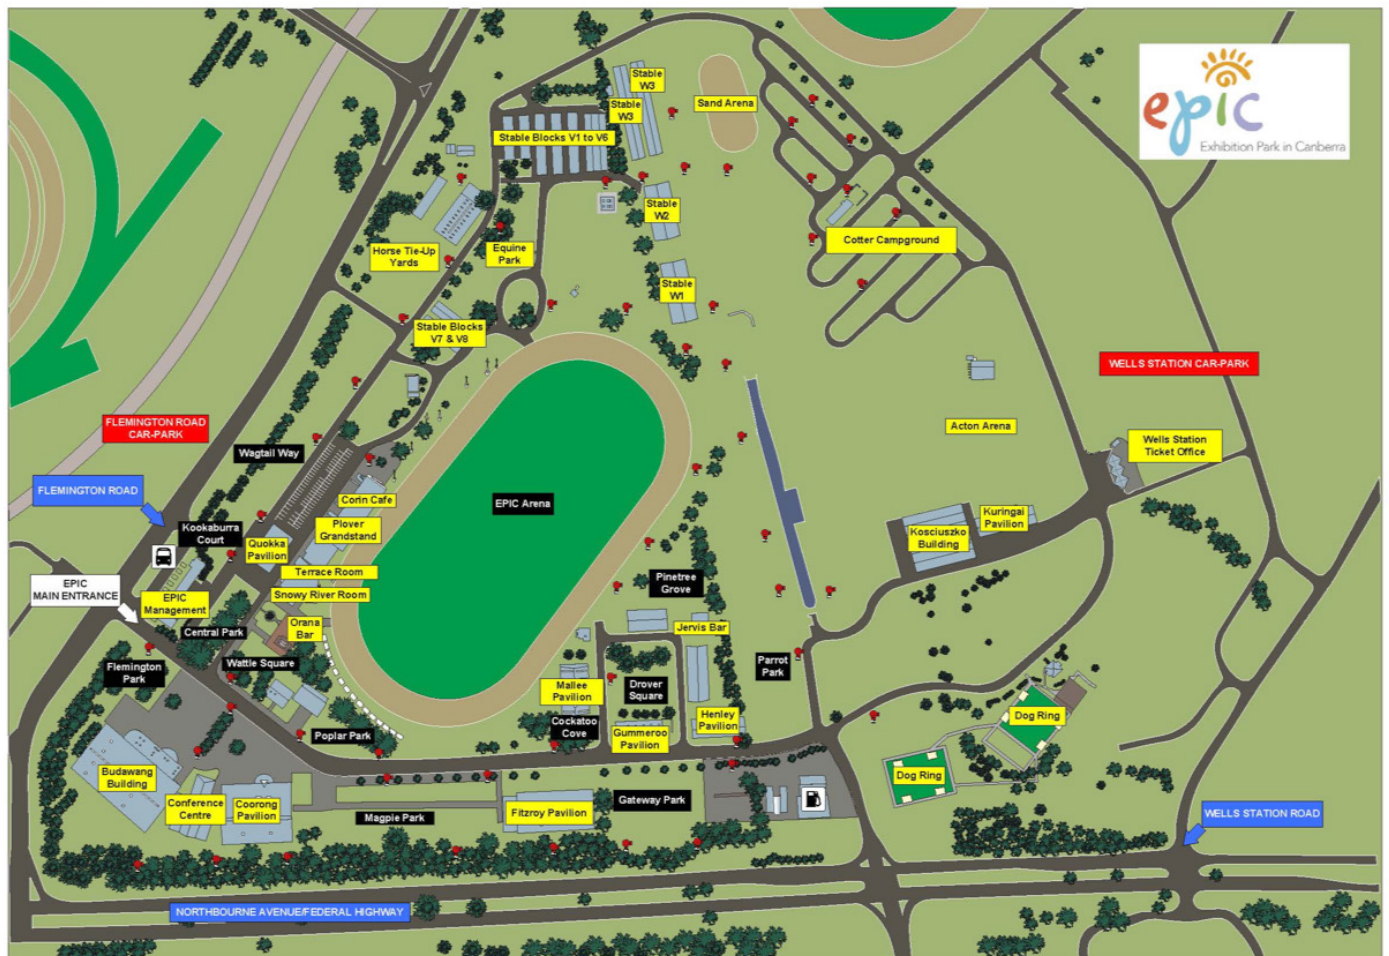 epic
Exhibition Park in Canberra
Stable
W3
Stable
W3
Sand Arena
Stable Blocks V1 to V6
Stable
W2
Horse Tie-Up
Yards
Equine
Park
Cotter Campground
Stable
W1
Stable Blocks
V7 & V8
WELLS STATION CAR-PARK
FLEMINGTON ROAD
CAR-PARK
Wagtail Way
Acton Arena
Wells Station
Ticket Office
FLEMINGTON ROAD
Corin Cafe
EPIC Arena
Kookaburra
Court
Plover
Grandstand
Quokka
Pavilion
Kuringai
Pavilion
Kosciuszko
Building
Terrace Room
Snowy River Room
Pinetree
Grove
EPIC
MAIN ENTRANCE
EPIC
Management
Orana
Bar
Central Park
Jervis Bar
Wattle Square
Flemington
Park
Parrot
Park
Mallee
Pavilion
Drover
Square
Henley
Pavilion
Dog Ring
Cockatoo
Cove
Gummeroo
Pavilion
Poplar Park
Budawang
Building
Dog Ring
Conference
Centre
Coorong
Pavilion
Gateway Park
Fitzroy Pavilion
Magpie Park
WELLS STATION ROAD
NORTHBOURNE AVENUE/FEDERAL HIGHWAY